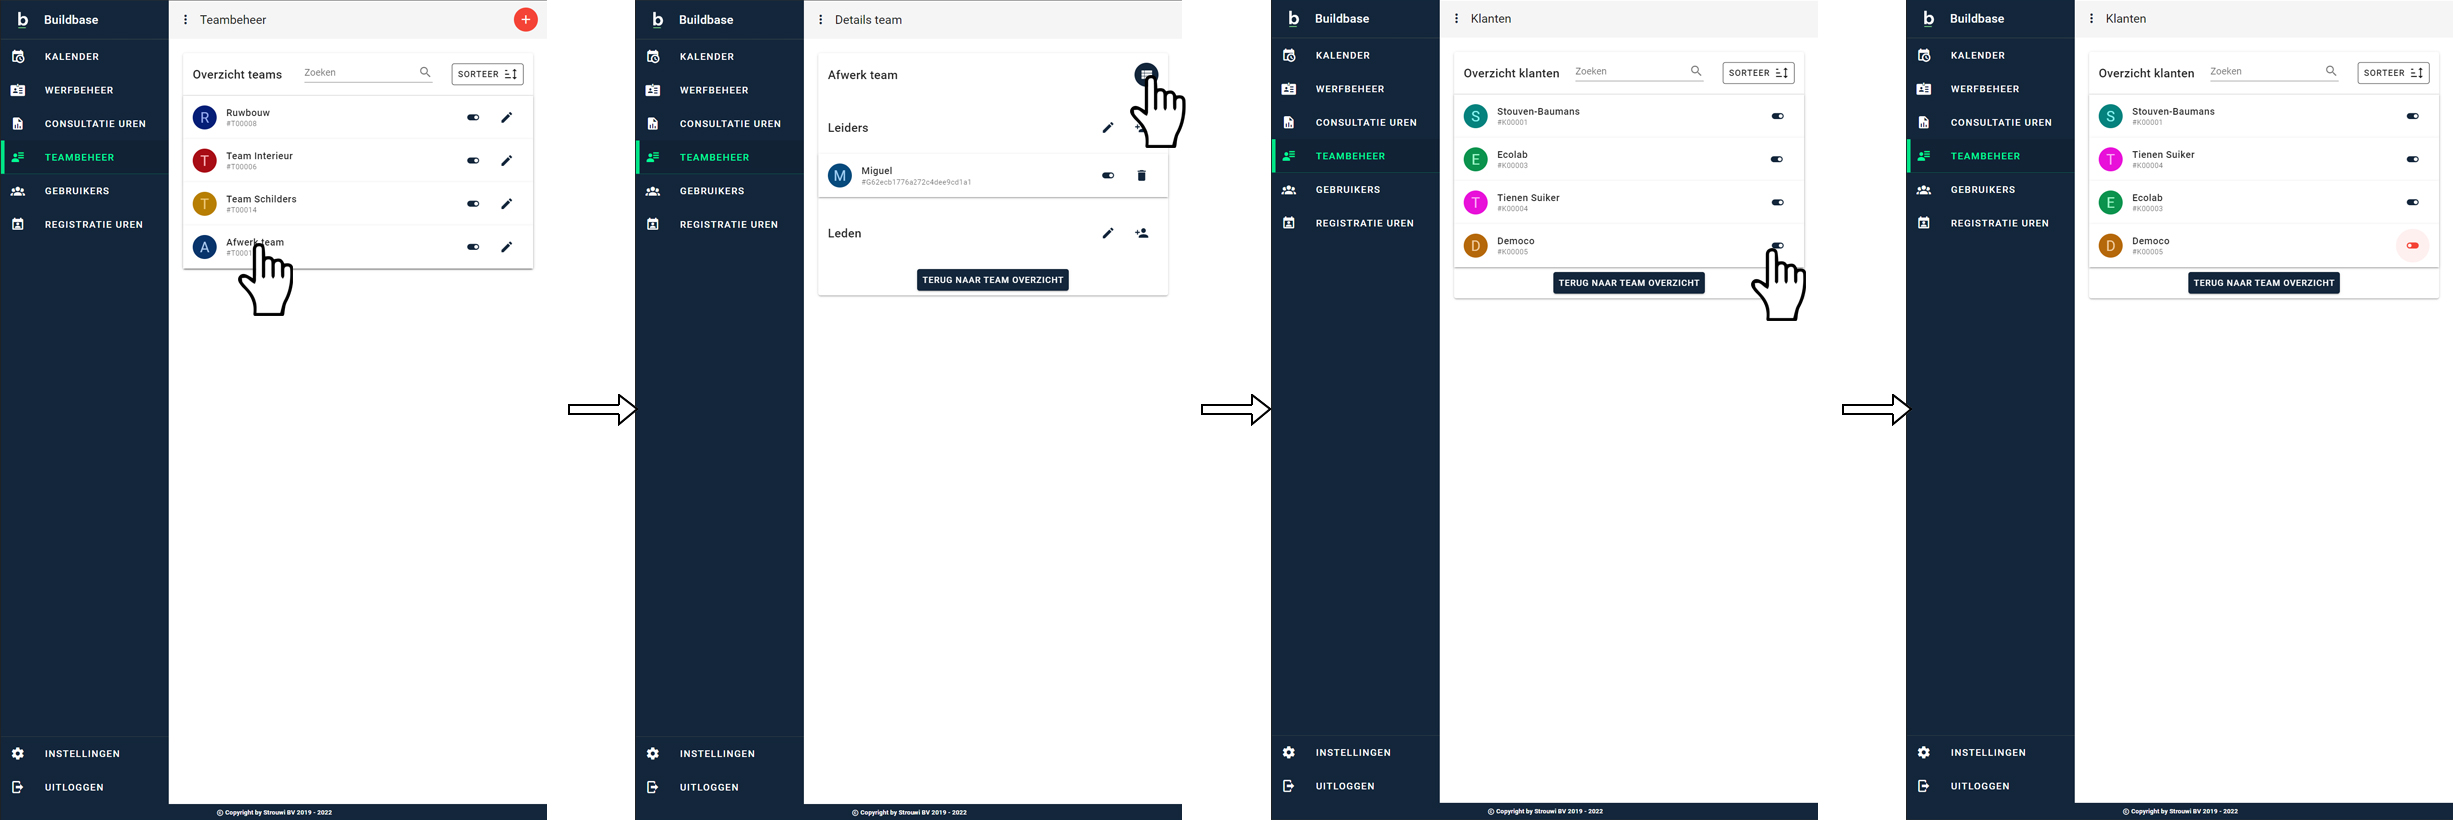 Buildbase
KALENDER
WERFBEHEER
CONSULTATIE UREN
TEAMBEHEER
GEBRUIKERS
REGISTRATIE UREN
INSTELLINGEN
UITLOGGEN
Teambeheer
Overzicht teams
Zoeken
SORTEER
R
Ruwbouw
#T00008
T
Team Interieur
#T00006
T
Team Schilders
#T00014
A
Afwerk team
© Copyright by Strouwi BV 2019 - 2022
Buildbase
KALENDER
WERFBEHEER
CONSULTATIE UREN
TEAMBEHEER
GEBRUIKERS
REGISTRATIE UREN
INSTELLINGEN
UITLOGGEN
Details team
Afwerk team
Leiders
M
Miguel
#G62ecb1776a272c4dee9cd1a1
Leden
TERUG NAAR TEAM OVERZICHT
© Copyright by Strouwi BV 2019 - 2022
Buildbase
KALENDER
WERFBEHEER
CONSULTATIE UREN
TEAMBEHEER
GEBRUIKERS
REGISTRATIE UREN
INSTELLINGEN
UITLOGGEN
Klanten
Overzicht klanten
Zoeken
SORTEER
S
Stouven-Baumans
#K00001
E
Ecolab
#K00003
T
Tienen Suiker
#K00004
D
Democo
#K00005
TERUG NAAR TEAM OVERZICHT
© Copyright by Strouwi BV 2019 - 2022
Buildbase
KALENDER
WERFBEHEER
CONSULTATIE UREN
TEAMBEHEER
GEBRUIKERS
REGISTRATIE UREN
INSTELLINGEN
UITLOGGEN
Klanten
Overzicht klanten
Zoeken
SORTEER
S
Stouven-Baumans
#K00001
T
Tienen Suiker
#K00004
E
Ecolab
#K00003
D
Democo
#K00005
TERUG NAAR TEAM OVERZICHT
© Copyright by Strouwi BV 2019 - 2022